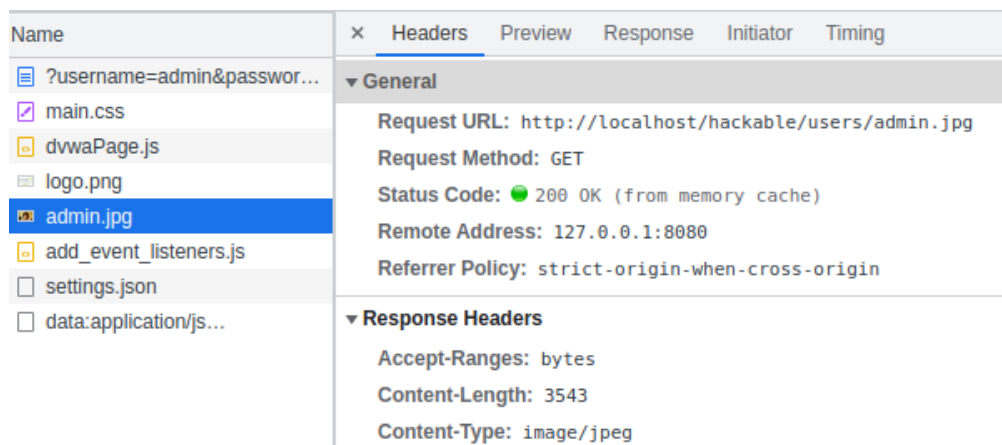 Name
?username=admin&passwor...
main.css
dvwaPage.js
logo.png
admin.jpg
add_event_listeners.js
settings.json
data:application/js...
× Headers Preview Response Initiator Timing
▼ General
Request URL: http://localhost/hackable/users/admin.jpg
Request Method: GET
Status Code: 200 OK (from memory cache)
Remote Address: 127.0.0.1:8080
Referrer Policy: strict-origin-when-cross-origin
▼ Response Headers
Accept-Ranges: bytes
Content-Length: 3543
Content-Type: image/jpeg